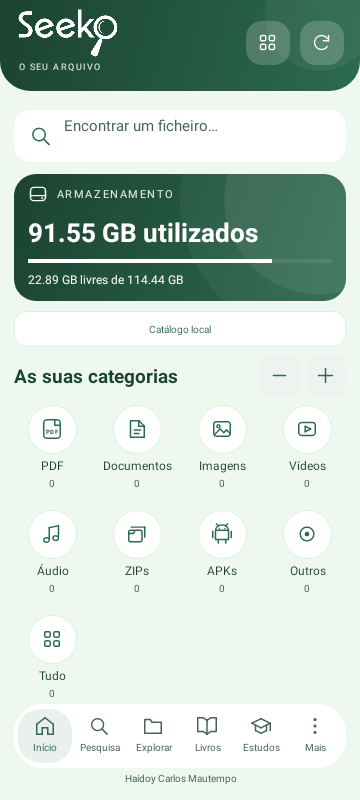 Seeko
O SEU ARQUIVO
Encontrar um ficheiro...
ARMAZENAMENTO
91.55 GB utilizados
22.89 GB livres de 114.44 GB
Catálogo local
As suas categorias
PDF
PDF Documentos Imagens Vídeos
0 0 0 0
Áudio ZIPs APKs Outros
0 0 0 0
Tudo
0
Início Pesquisa Explorar Livros Estudos Mais
Haidoy Carlos Mautempo